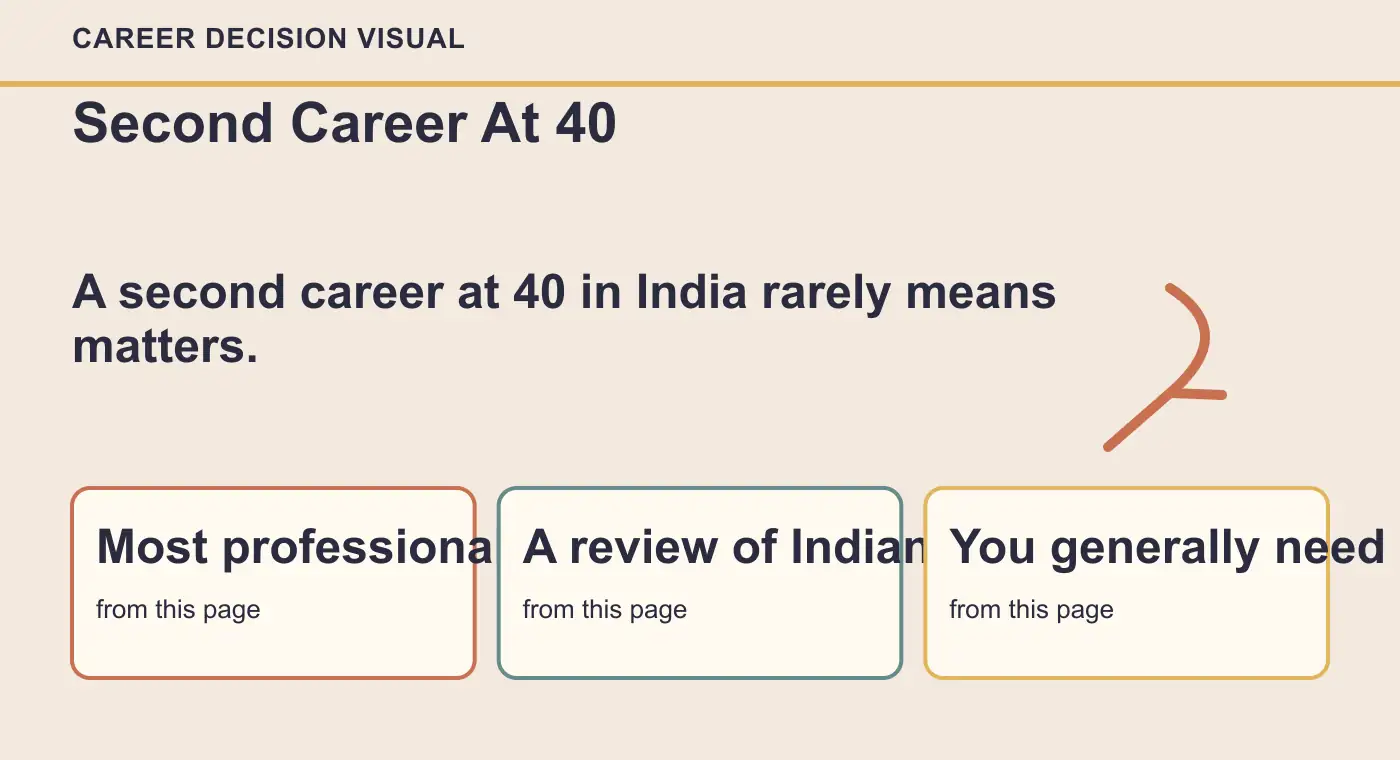 CAREER DECISION VISUAL
Second Career At 40
A second career at 40 in India rarely means
matters.
Most professiona
from this page
A review of Indian
from this page
You generally need
from this page